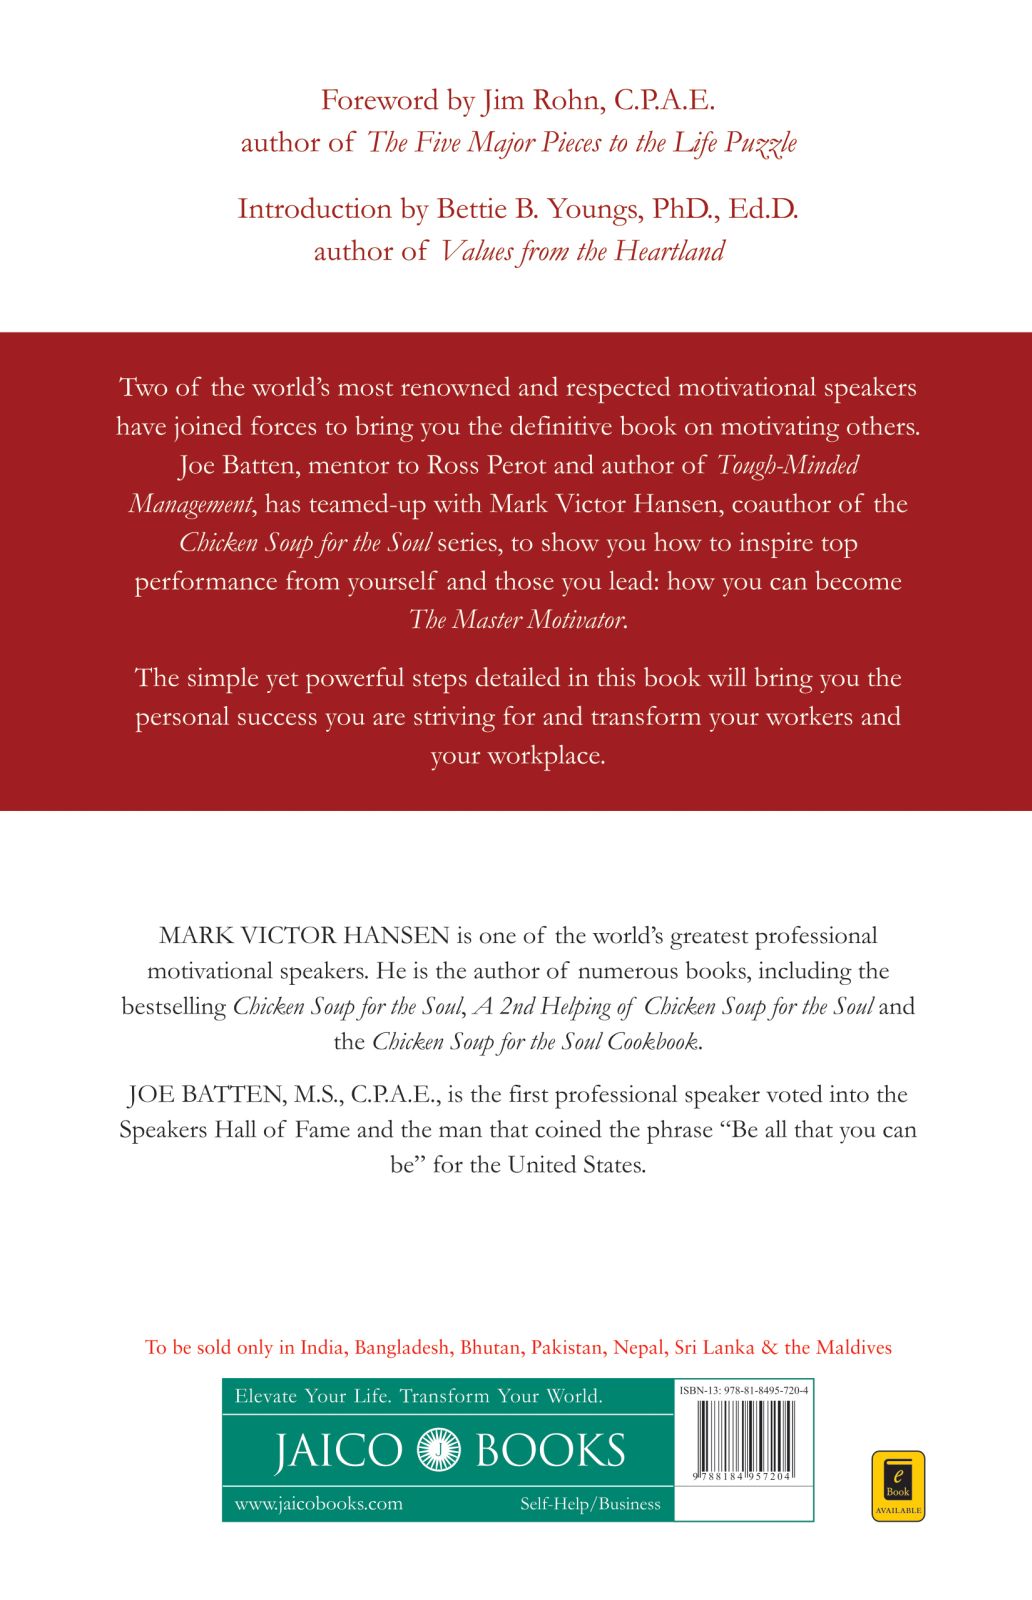 Foreword by Jim Rohn, C.P.A.E.
author of The Five Major Pieces to the Life Puzzle
Introduction by Bettie B. Youngs, PhD., Ed.D.
author of Values from the Heartland
Two of the world’s most renowned and respected motivational speakers
have joined forces to bring you the definitive book on motivating others.
Joe Batten, mentor to Ross Perot and author of Tough-Minded
Management, has teamed-up with Mark Victor Hansen, coauthor of the
Chicken Soup for the Soul series, to show you how to inspire top
performance from yourself and those you lead: how you can become
The Master Motivator.
The simple yet powerful steps detailed in this book will bring you the
personal success you are striving for and transform your workers and
your workplace.
MARK VICTOR HANSEN is one of the world’s greatest professional
motivational speakers. He is the author of numerous books, including the
bestselling Chicken Soup for the Soul, A 2nd Helping of Chicken Soup for the Soul and
the Chicken Soup for the Soul Cookbook.
JOE BATTEN, M.S., C.P.A.E., is the first professional speaker voted into the
Speakers Hall of Fame and the man that coined the phrase “Be all that you can
be” for the United States.
To be sold only in India, Bangladesh, Bhutan, Pakistan, Nepal, Sri Lanka & the Maldives
Elevate Your Life. Transform Your World.
JAICO J BOOKS
www.jaicobooks.com Self-Help/Business
ISBN-13: 978-81-8495-720-4
9 788184 957204
e
Book
AVAILABLE